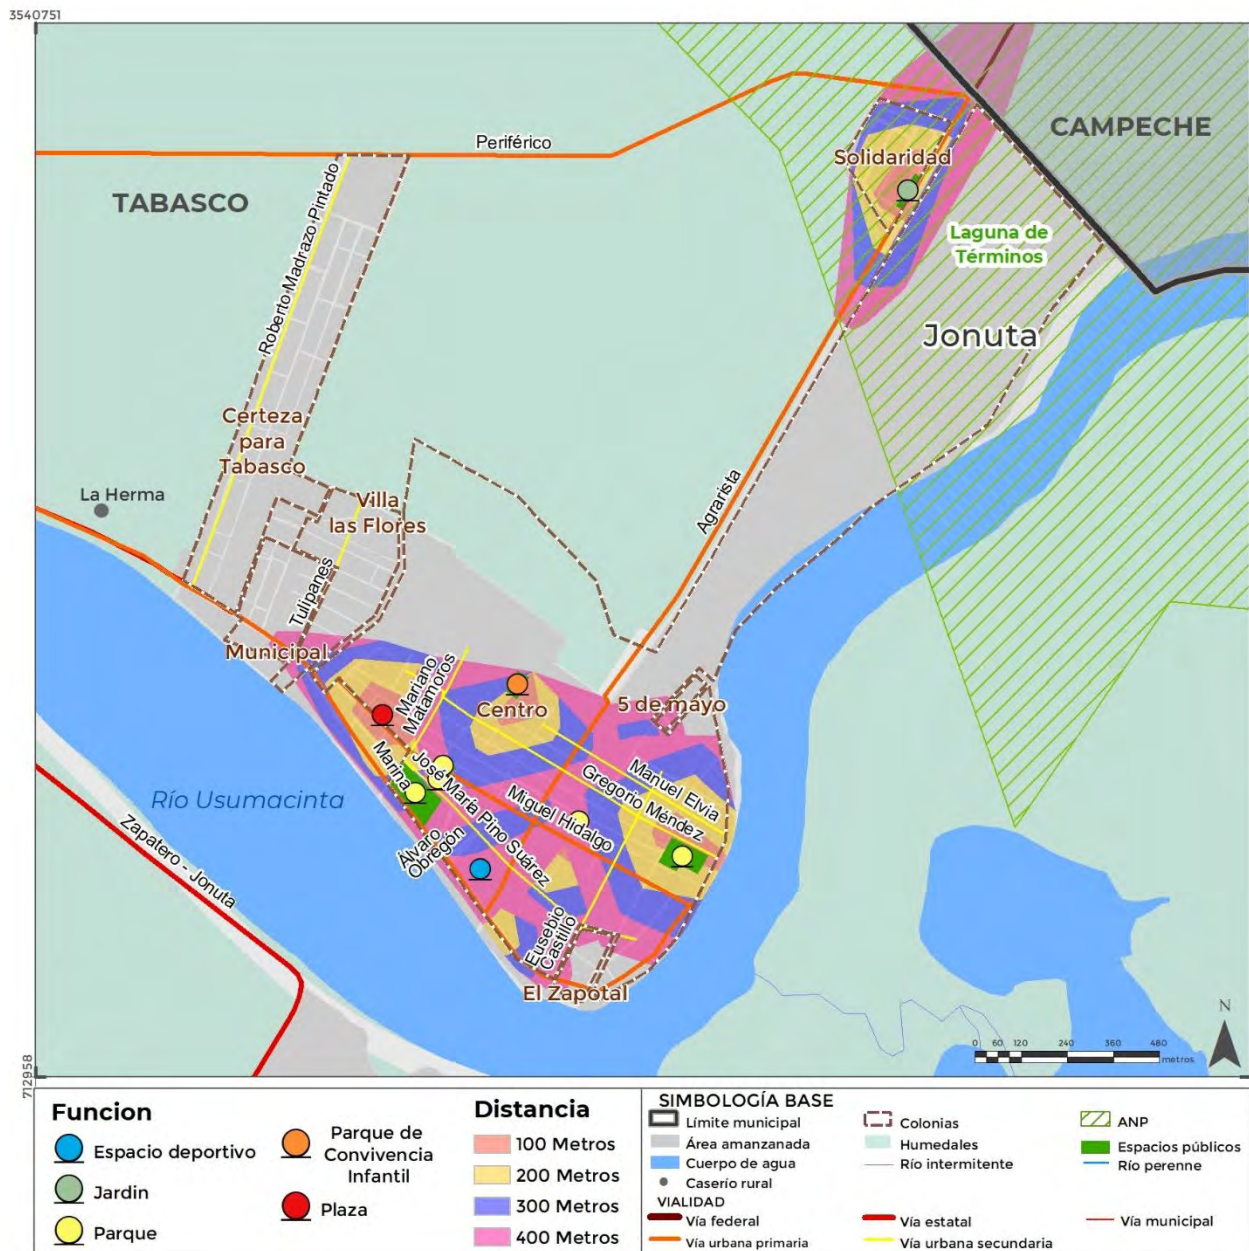 3540751
CAMPECHE
Periférico
Solidaridad
TABASCO
Roberto Madrazo Pintado
Laguna de
Términos
Jonuta
Certeza
para
Tabasco
La Herma
Villa
las Flores
Agrarista
Tulipanes
Municipal
Mariano
Matamoros
Centro
5 de mayo
Marina
José María Pino Suárez
Manuel Elvia
Gregorio Méndez
Miguel Hidalgo
Río Usumacinta
Álvaro
Obregón
Zapatero - Jonuta
Eusebio
Castillo
El Zapotal
N
0 60 120 240 360 480
metros
712958
Funcion
Espacio deportivo
Jardin
Parque
Parque de
Convivencia
Infantil
Plaza
Distancia
100 Metros
200 Metros
300 Metros
400 Metros
SIMBOLOGÍA BASE
Límite municipal
Área amanzanada
Cuerpo de agua
Caserío rural
Colonias
Humedales
Río intermitente
ANP
Espacios públicos
Río perenne
VIALIDAD
Vía federal
Vía estatal
Vía municipal
Vía urbana primaria
Vía urbana secundaria